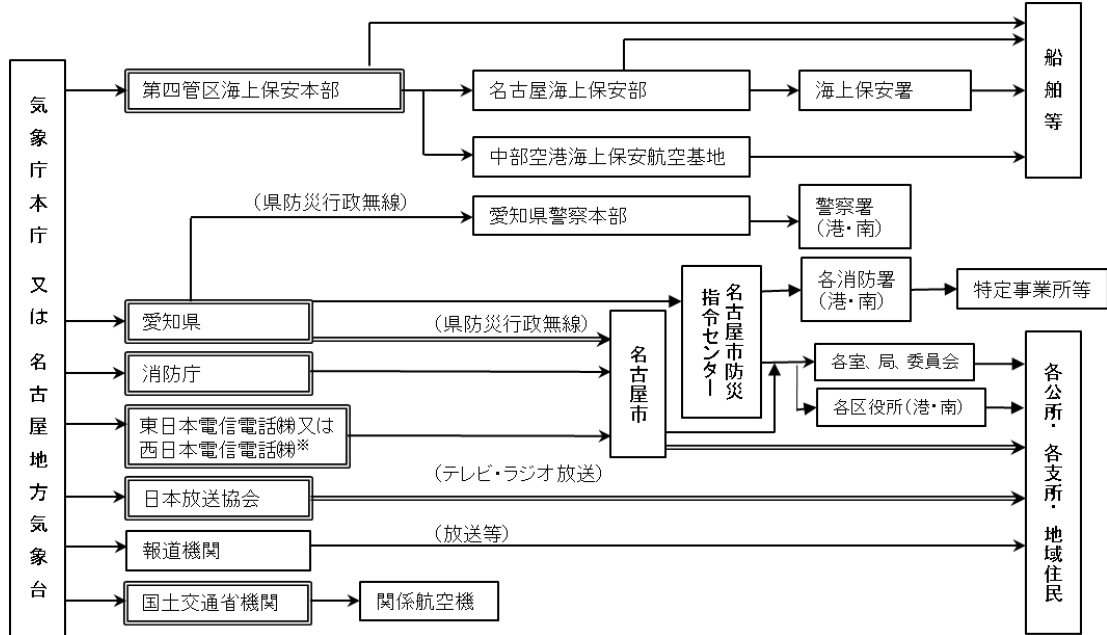 気象庁本庁 又は 名古屋地方気象台
第四管区海上保安本部
名古屋海上保安部
海上保安署
船舶等
中部空港海上保安航空基地
(県防災行政無線)
愛知県警察本部
警察署
(港・南)
愛知県
(県防災行政無線)
名古屋市防災
指令センター
各消防署
(港・南)
特定事業所等
消防庁
名古屋市
各室、局、委員会
各区役所(港・南)
各公所・各支所・地域住民
東日本電信電話㈱又は
西日本電信電話㈱※
日本放送協会
(テレビ・ラジオ放送)
報道機関
(放送等)
国土交通省機関
関係航空機